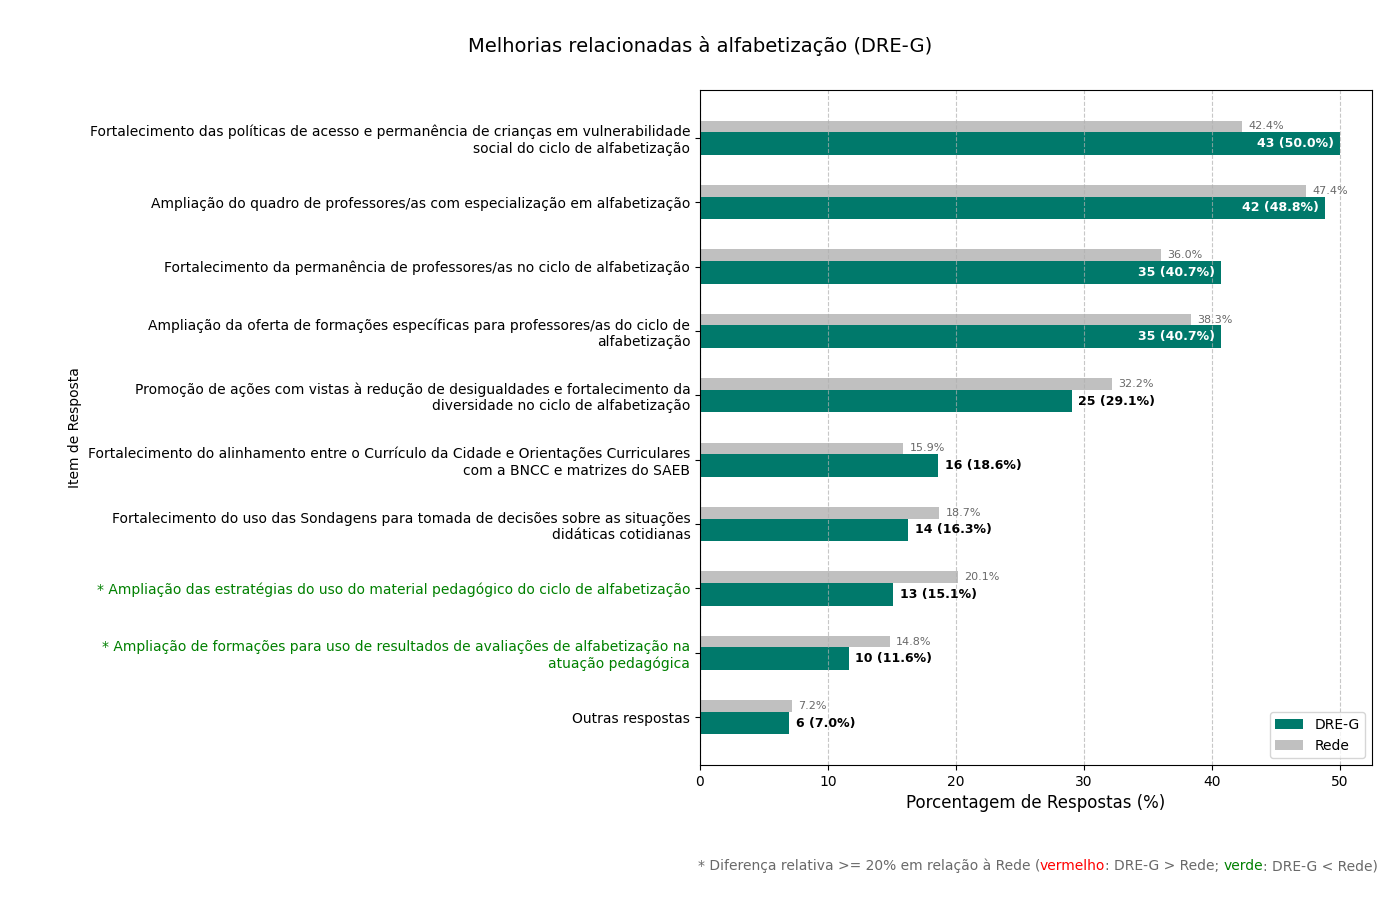 Melhorias relacionadas à alfabetização (DRE-G)
Fortalecimento das políticas de acesso e permanência de crianças em vulnerabilidade
social do ciclo de alfabetização
42.4%
43 (50.0%)
Ampliação do quadro de professores/as com especialização em alfabetização
47.4%
42 (48.8%)
Fortalecimento da permanência de professores/as no ciclo de alfabetização
36.0%
35 (40.7%)
Ampliação da oferta de formações específicas para professores/as do ciclo de
alfabetização
38.3%
35 (40.7%)
Promoção de ações com vistas à redução de desigualdades e fortalecimento da
diversidade no ciclo de alfabetização
32.2%
25 (29.1%)
Fortalecimento do alinhamento entre o Currículo da Cidade e Orientações Curriculares
com a BNCC e matrizes do SAEB
15.9%
16 (18.6%)
Fortalecimento do uso das Sondagens para tomada de decisões sobre as situações
didáticas cotidianas
18.7%
14 (16.3%)
* Ampliação das estratégias do uso do material pedagógico do ciclo de alfabetização
20.1%
13 (15.1%)
* Ampliação de formações para uso de resultados de avaliações de alfabetização na
atuação pedagógica
14.8%
10 (11.6%)
Outras respostas
7.2%
6 (7.0%)
Item de Resposta
DRE-G
Rede
0 10 20 30 40 50
Porcentagem de Respostas (%)
* Diferença relativa >= 20% em relação à Rede (vermelho: DRE-G > Rede; verde: DRE-G < Rede)